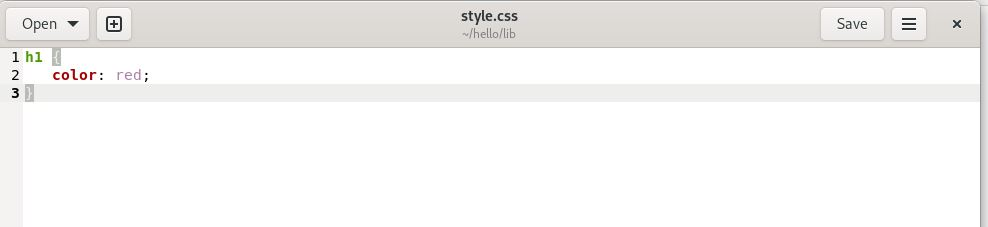 Open style.css Save
~/hello/lib
1 h1 {
2    color: red;
3 }